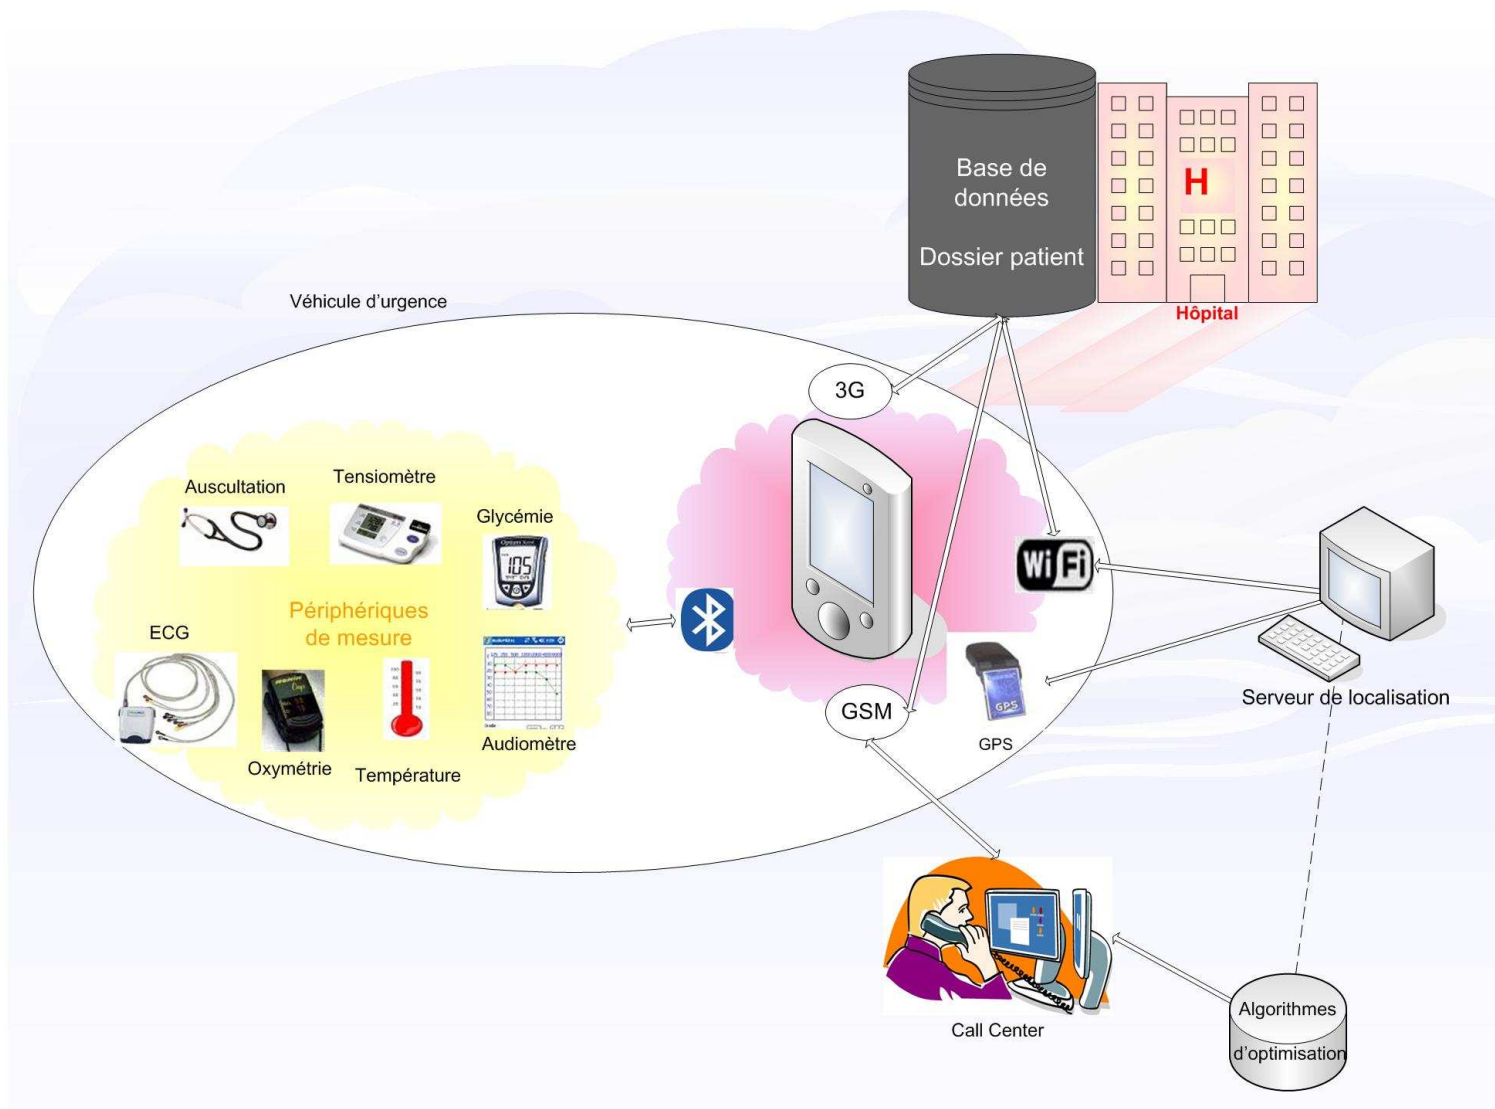 Base de
données
Dossier patient
H
Hôpital
Véhicule d'urgence
3G
Auscultation
Tensiomètre
Glycémie
105
Périphériques
de mesure
ECG
Oxymétrie
Température
Audiomètre
Wi Fi
GSM
GPS
GPS
Serveur de localisation
Call Center
Algorithmes
d'optimisation